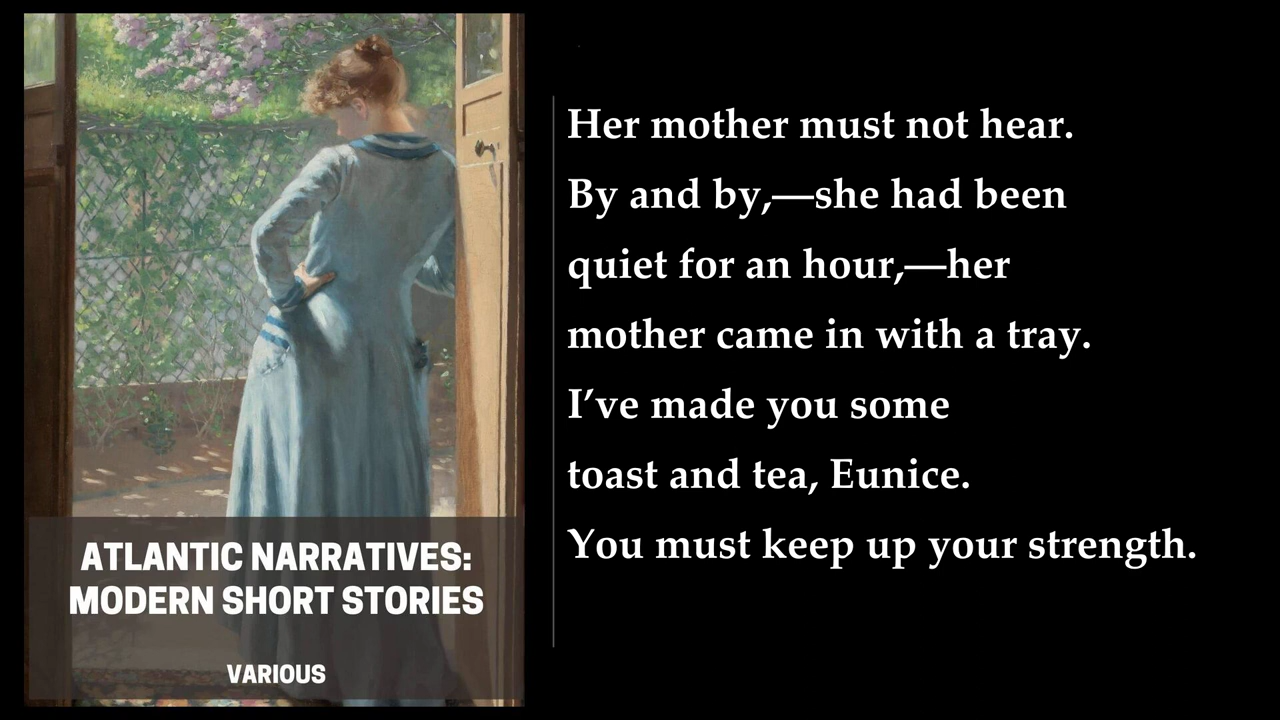 ATLANTIC NARRATIVES:
MODERN SHORT STORIES
VARIOUS
Her mother must not hear.
By and by,—she had been
quiet for an hour,—her
mother came in with a tray.
I’ve made you some
toast and tea, Eunice.
You must keep up your strength.